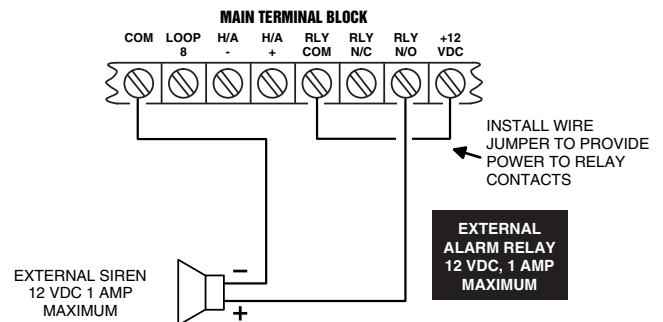 MAIN TERMINAL BLOCK
COM LOOP 8 H/A - H/A + RLY COM RLY N/C RLY N/O +12 VDC
INSTALL WIRE
JUMPER TO PROVIDE
POWER TO RELAY
CONTACTS
EXTERNAL
ALARM RELAY
12 VDC, 1 AMP
MAXIMUM
EXTERNAL SIREN
12 VDC 1 AMP
MAXIMUM
–
+